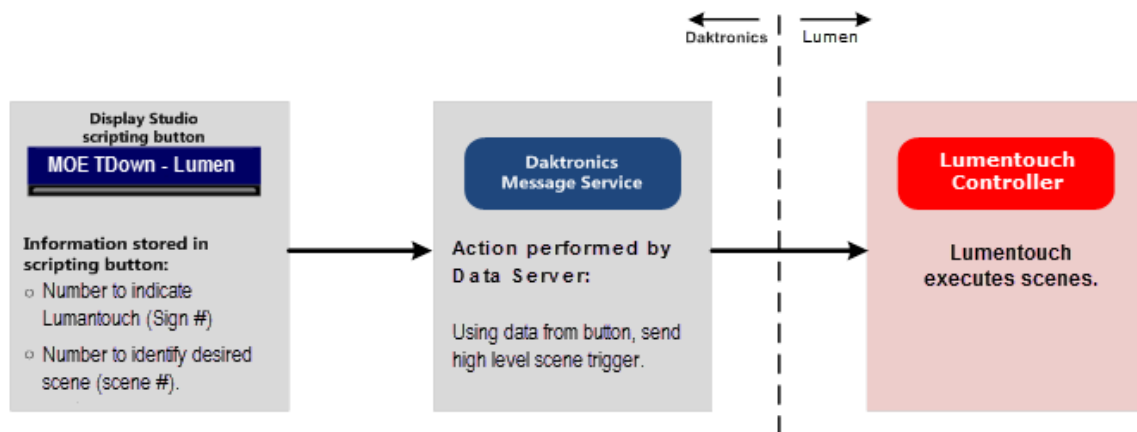 Daktronics
Lumen
Display Studio
scripting button
MOE TDown - Lumen
Information stored in
scripting button:
○ Number to indicate
Lumantouch (Sign #)
○ Number to identify desired
scene (scene #).
Daktronics
Message Service
Action performed by
Data Server:
Using data from button, send
high level scene trigger.
Lumentouch
Controller
Lumentouch
executes scenes.